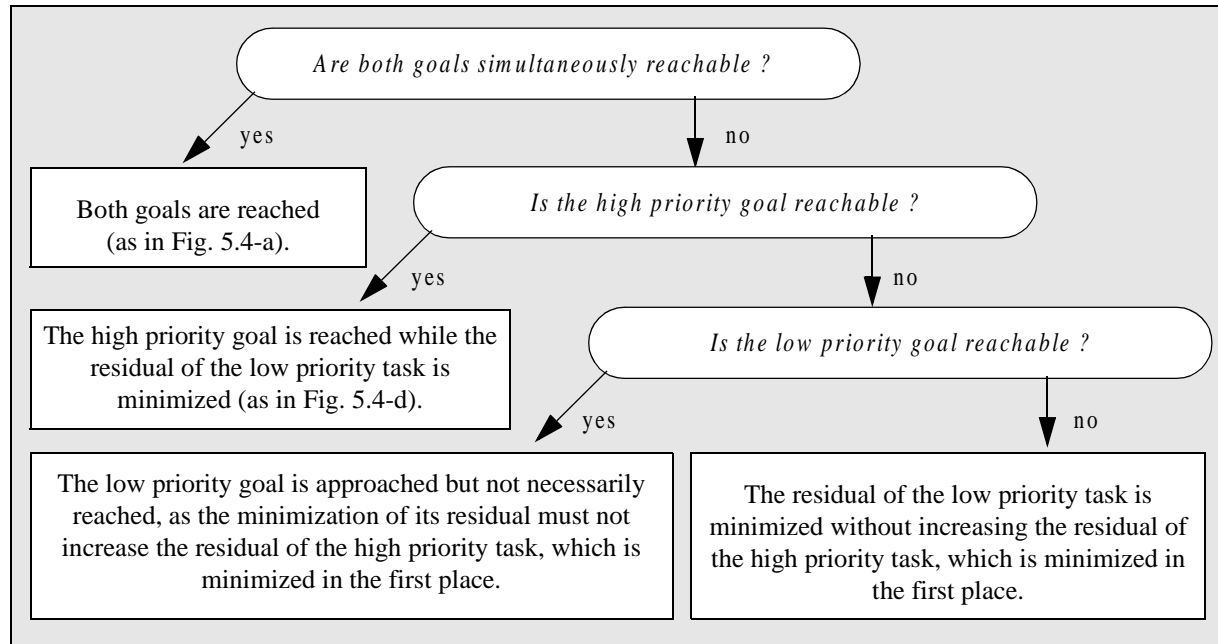 Are both goals simultaneously reachable ?
yes
no
Both goals are reached
(as in Fig. 5.4-a).
Is the high priority goal reachable ?
yes
no
The high priority goal is reached while the
residual of the low priority task is
minimized (as in Fig. 5.4-d).
Is the low priority goal reachable ?
yes
no
The low priority goal is approached but not necessarily
reached, as the minimization of its residual must not
increase the residual of the high priority task, which is
minimized in the first place.
The residual of the low priority task is
minimized without increasing the residual of
the high priority task, which is minimized in
the first place.